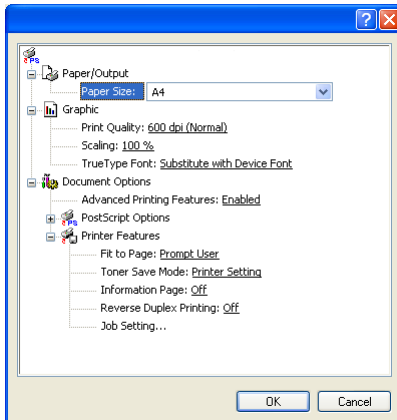 Paper/Output
Paper Size: A4
Graphic
Print Quality: 600 dpi (Normal)
Scaling: 100 %
TrueType Font: Substitute with Device Font
Document Options
Advanced Printing Features: Enabled
PostScript Options
Printer Features
Fit to Page: Prompt User
Toner Save Mode: Printer Setting
Information Page: Off
Reverse Duplex Printing: Off
Job Setting...
OK Cancel